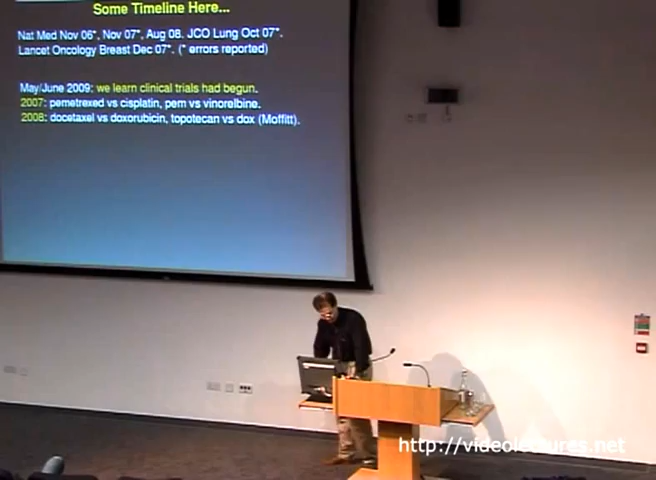 Some Timeline Here...
Nat Med Nov 06*, Nov 07*, Aug 08. JCO Lung Oct 07*.
Lancet Oncology Breast Dec 07*. (* errors reported)
May/June 2009: we learn clinical trials had begun.
2007: pemetrexed vs cisplatin, pem vs vinorelbine.
2008: docetaxel vs doxorubicin, topotecan vs dox (Moffitt).
http://videolectures.net